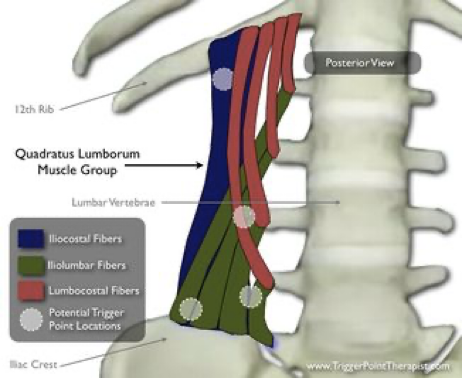 Posterior View
12th Rib
Quadratus Lumborum
Muscle Group
Lumbar Vertebrae
Iliocostal Fibers
Iliolumbar Fibers
Lumbocostal Fibers
Potential Trigger
Point Locations
Iliac Crest
www.TriggerPointTherapist.com